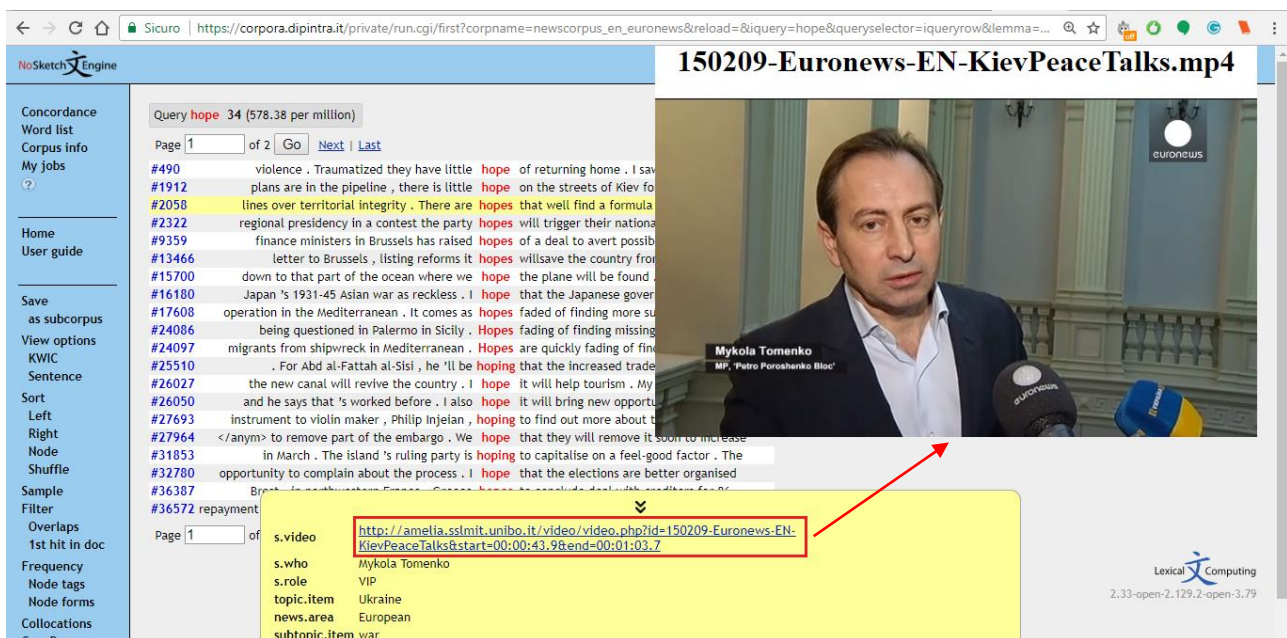 Sicuro | https://corpora.dipintra.it/private/run.cgi/first?corpname=newscorpus_en_euronews&reload=&iquery=hope&queryselector=iqueryrow&lemma=...
off
NoSketch Engine
150209-Euronews-EN-KievPeaceTalks.mp4
Concordance
Word list
Corpus info
My jobs
?
Home
User guide
Save
as subcorpus
View options
KWIC
Sentence
Sort
Left
Right
Node
Shuffle
Sample
Filter
Overlaps
1st hit in doc
Frequency
Node tags
Node forms
Collocations
Query hope 34 (578.38 per million)
Page 1 of 2 Go Next | Last
#490 violence . Traumatized they have little hope of returning home . I saw
#1912 plans are in the pipeline , there is little hope on the streets of Kiev fo
#2058 lines over territorial integrity . There are hopes that well find a formula
#2322 regional presidency in a contest the party hopes will trigger their nationa
#9359 finance ministers in Brussels has raised hopes of a deal to avert possib
#13466 letter to Brussels , listing reforms it hopes willsave the country fro
#15700 down to that part of the ocean where we hope the plane will be found .
#16180 Japan 's 1931-45 Asian war as reckless . I hope that the Japanese gover
#17608 operation in the Mediterranean . It comes as hopes faded of finding more su
#24086 being questioned in Palermo in Sicily . Hopes fading of finding missing
#24097 migrants from shipwreck in Mediterranean . Hopes are quickly fading of fin
#25510 . For Abd al-Fattah al-Sisi , he 'll be hoping that the increased trade
#26027 the new canal will revive the country . I hope it will help tourism . My
#26050 and he says that 's worked before . I also hope it will bring new opportu
#27693 instrument to violin maker , Philip Injeian , hoping to find out more about t
#27964 </anym> to remove part of the embargo . We hope that they will remove it soon to increase
#31853 in March . The island 's ruling party is hoping to capitalise on a feel-good factor . The
#32780 opportunity to complain about the process . I hope that the elections are better organised
#36387
#36572 repayment
Page 1 of
euronews
Mykola Tomenko
MP, 'Petro Poroshenko Bloc'
euronews
s.video http://amelia.sslmit.unibo.it/video/video.php?id=150209-Euronews-EN-
KievPeaceTalks&start=00:00:43.9&end=00:01:03.7
s.who Mykola Tomenko
s.role VIP
topic.item Ukraine
news.area European
subtopic.item war
Lexical Computing
2.33-open-2.129.2-open-3.79